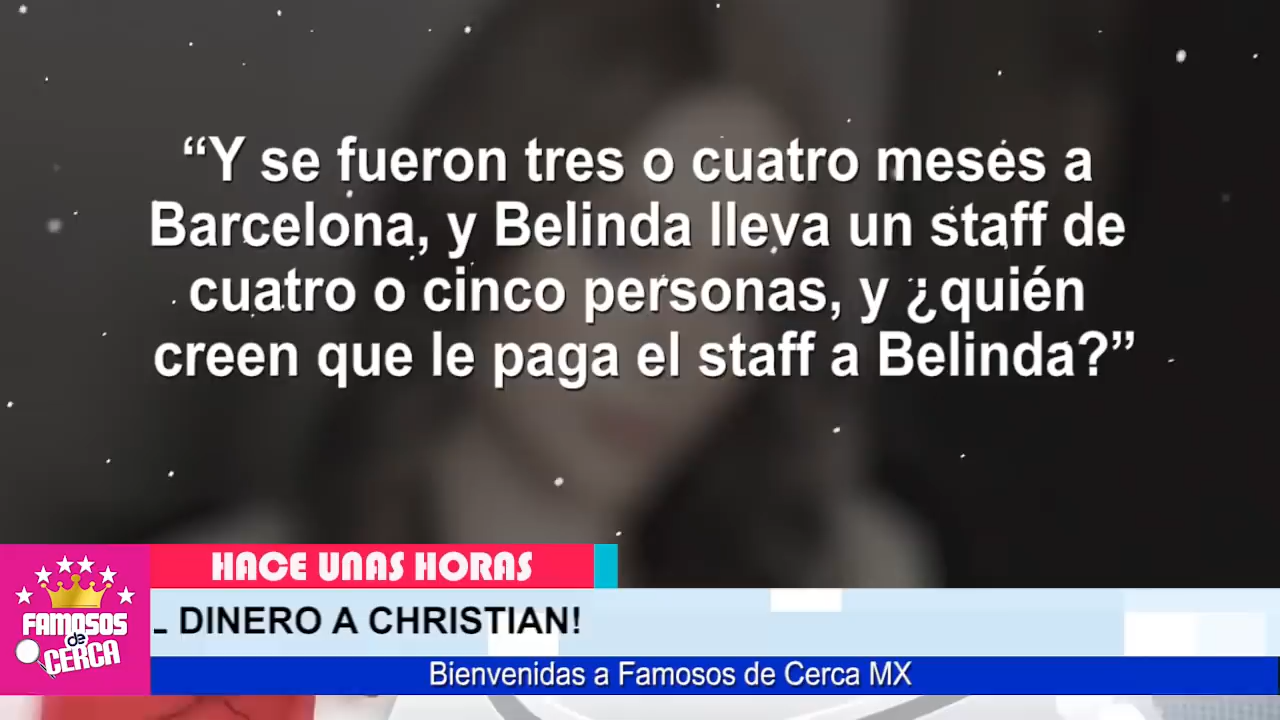 “Y se fueron tres o cuatro meses a
Barcelona, y Belinda lleva un staff de
cuatro o cinco personas, y ¿quién
creen que le paga el staff a Belinda?”
HACE UNAS HORAS
DINERO A CHRISTIAN!
FAMOSOS
de
CERCA
Bienvenidas a Famosos de Cerca MX